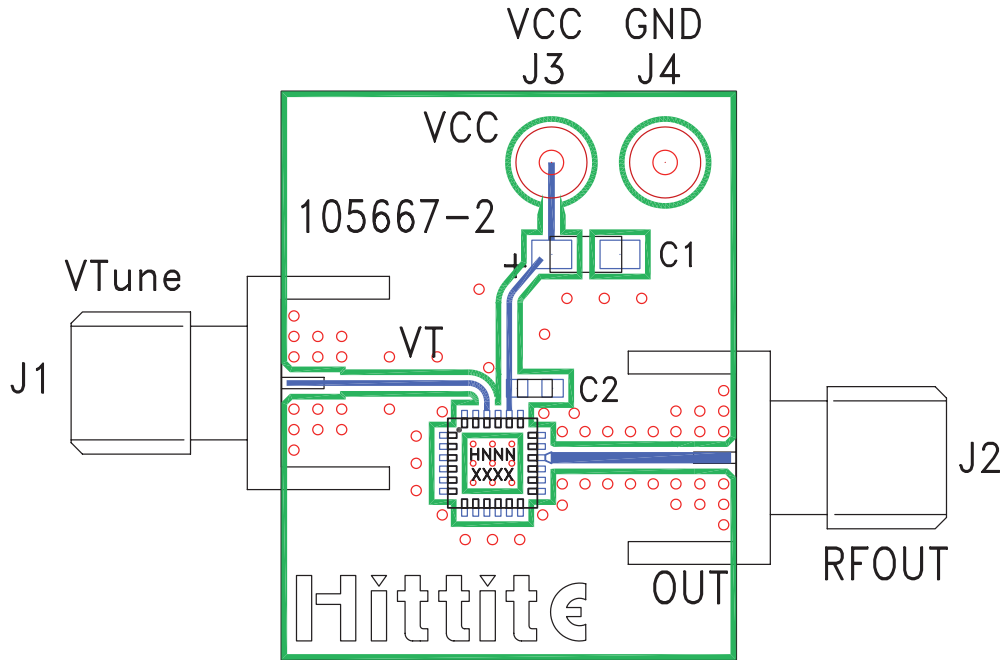 VCC GND
J3 J4
VCC
105667-2
C1
VTune
VT
J1
C2
HNNN
XXXX
J2
RFOUT
OUT
Hittite